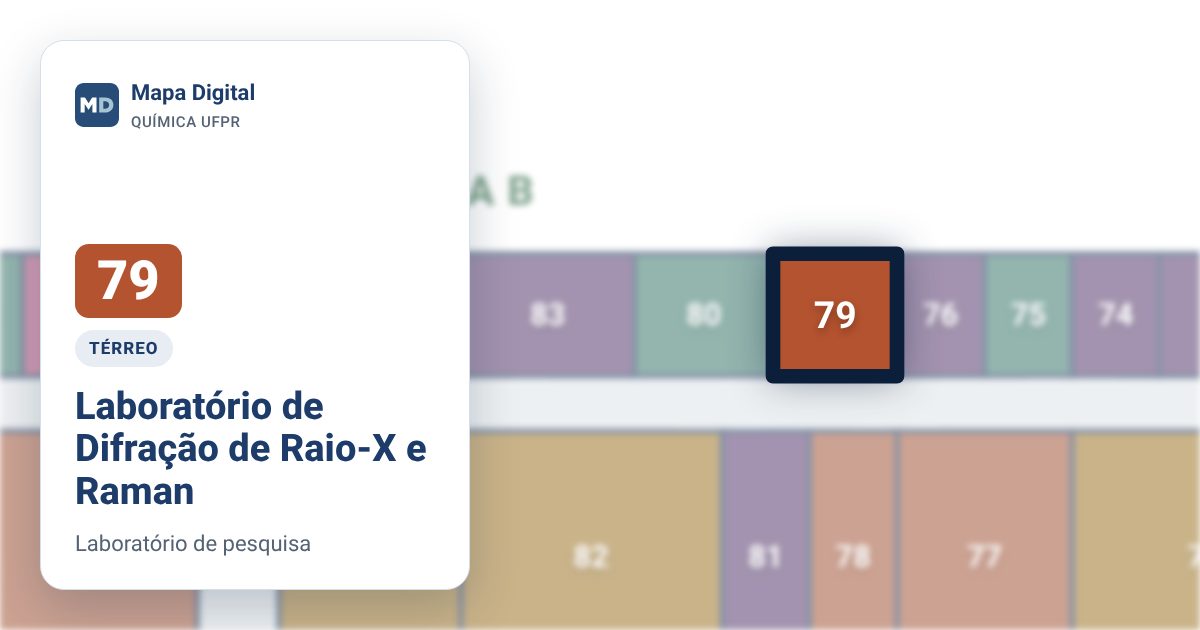 MD
Mapa Digital
QUÍMICA UFPR
79
TÉRREO
Laboratório de
Difração de Raio-X e
Raman
Laboratório de pesquisa
A B
83
80
79
76
75
74
82
81
78
77